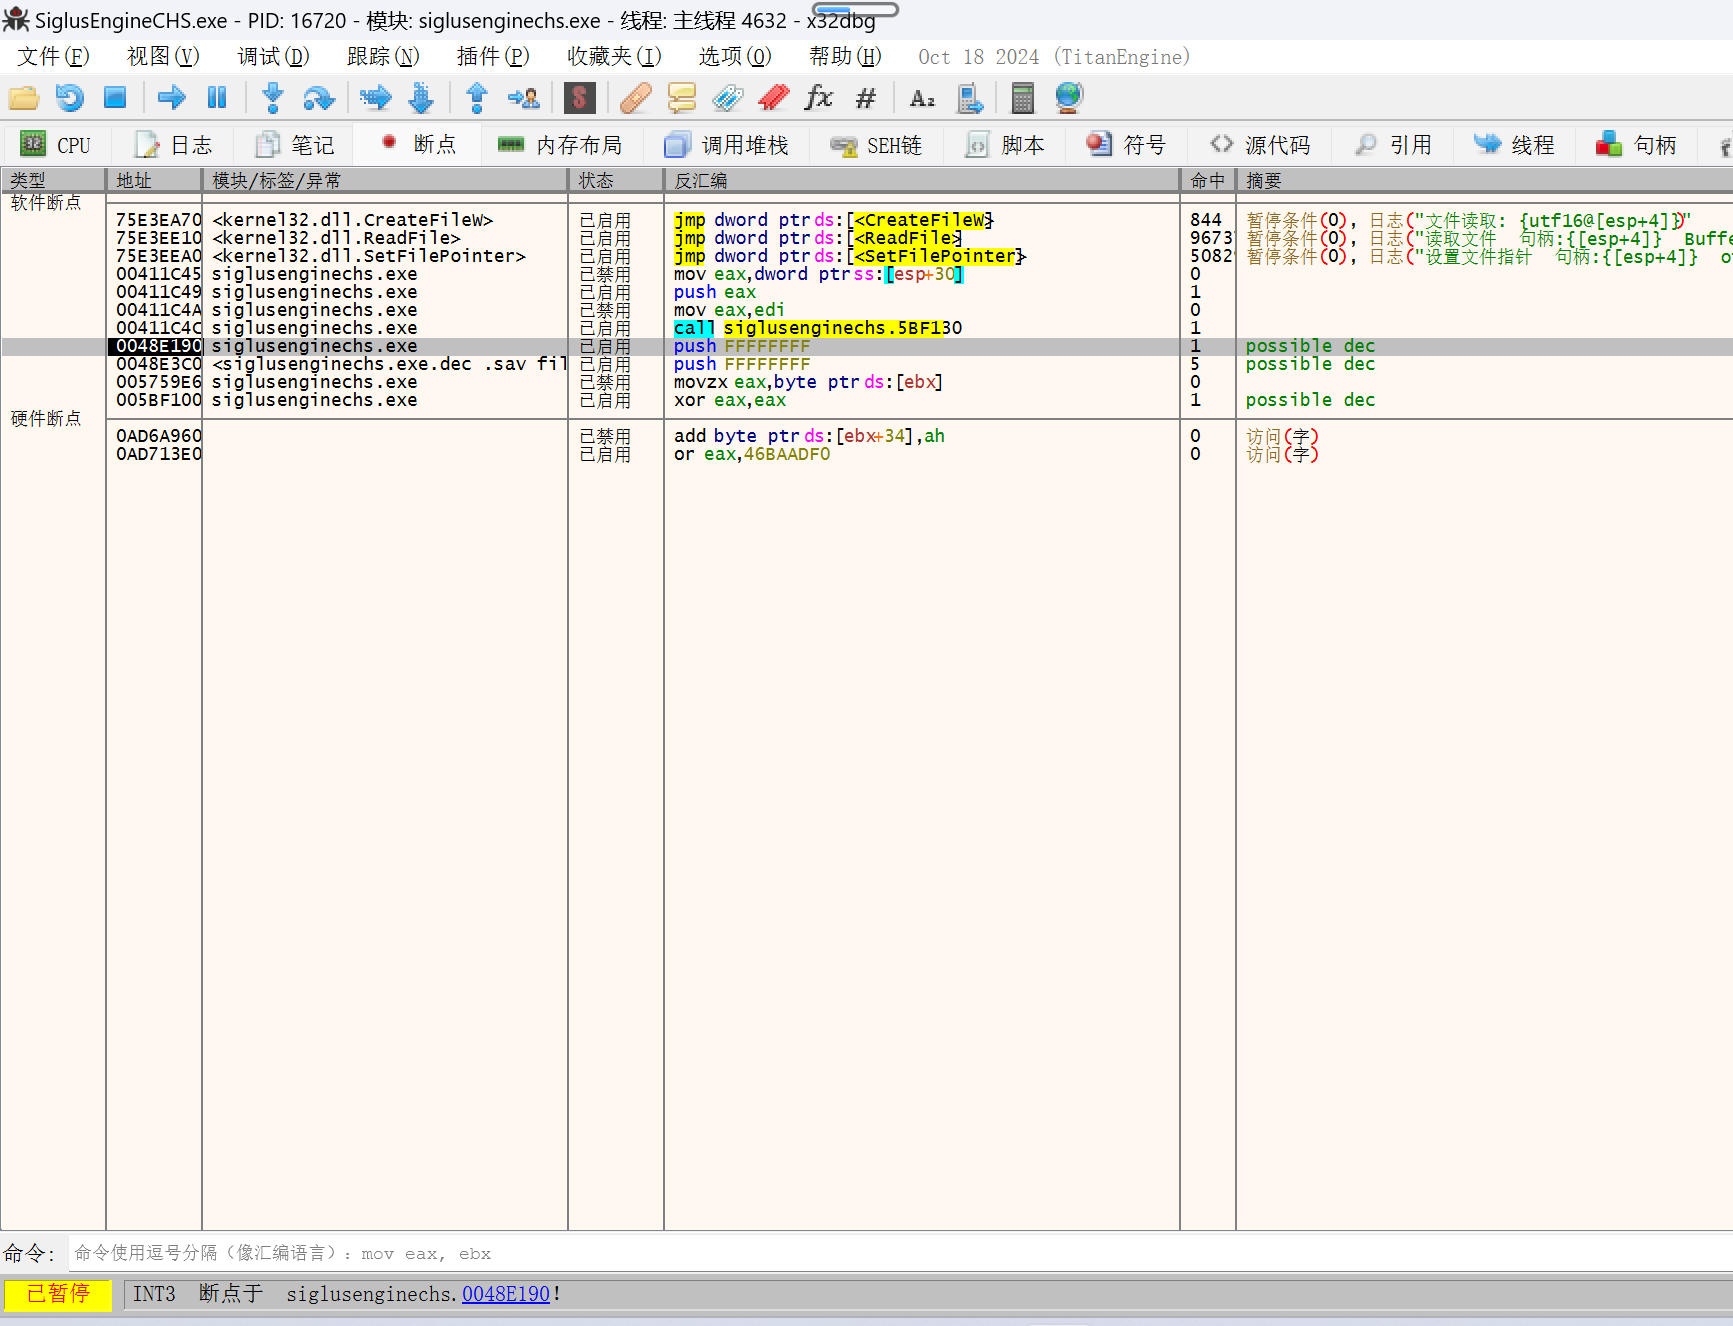 SiglusEngineCHS.exe - PID: 16720 - 模块: siglusenginechs.exe - 线程: 主线程 4632 - x32dbg
文件(F) 视图(V) 调试(D) 跟踪(N) 插件(P) 收藏夹(I) 选项(O) 帮助(H) Oct 18 2024 (TitanEngine)
CPU 日志 笔记 断点 内存布局 调用堆栈 SEH链 脚本 符号 源代码 引用 线程 句柄
类型 地址 模块/标签/异常 状态 反汇编 命中 摘要
软件断点
75E3EA70 <kernel32.dll.CreateFileW> 已启用 jmp dword ptr ds:[<CreateFileW>] 844 暂停条件(0), 日志("文件读取: {utf16@[esp+4]}")
75E3EE10 <kernel32.dll.ReadFile> 已启用 jmp dword ptr ds:[<ReadFile>] 9673 暂停条件(0), 日志("读取文件 句柄:{[esp+4]} Buffe
75E3EEA0 <kernel32.dll.SetFilePointer> 已启用 jmp dword ptr ds:[<SetFilePointer>] 5082 暂停条件(0), 日志("设置文件指针 句柄:{[esp+4]} o
00411C45 siglusenginechs.exe 已禁用 mov eax,dword ptr ss:[esp+30] 0
00411C49 siglusenginechs.exe 已启用 push eax 1
00411C4A siglusenginechs.exe 已禁用 mov eax,edi 0
00411C4C siglusenginechs.exe 已启用 call siglusenginechs.5BF130 1
0048E190 siglusenginechs.exe 已启用 push FFFFFFFF 1 possible dec
0048E3C0 <siglusenginechs.exe.dec .sav fil 已启用 push FFFFFFFF 5 possible dec
005759E6 siglusenginechs.exe 已禁用 movzx eax,byte ptr ds:[ebx] 0
005BF100 siglusenginechs.exe 已启用 xor eax,eax 1 possible dec
硬件断点
0AD6A960 已禁用 add byte ptr ds:[ebx+34],ah 0 访问(字)
0AD713E0 已启用 or eax,46BAADF0 0 访问(字)
命令: 命令使用逗号分隔（像汇编语言）: mov eax, ebx
已暂停 INT3 断点于 siglusenginechs.0048E190!